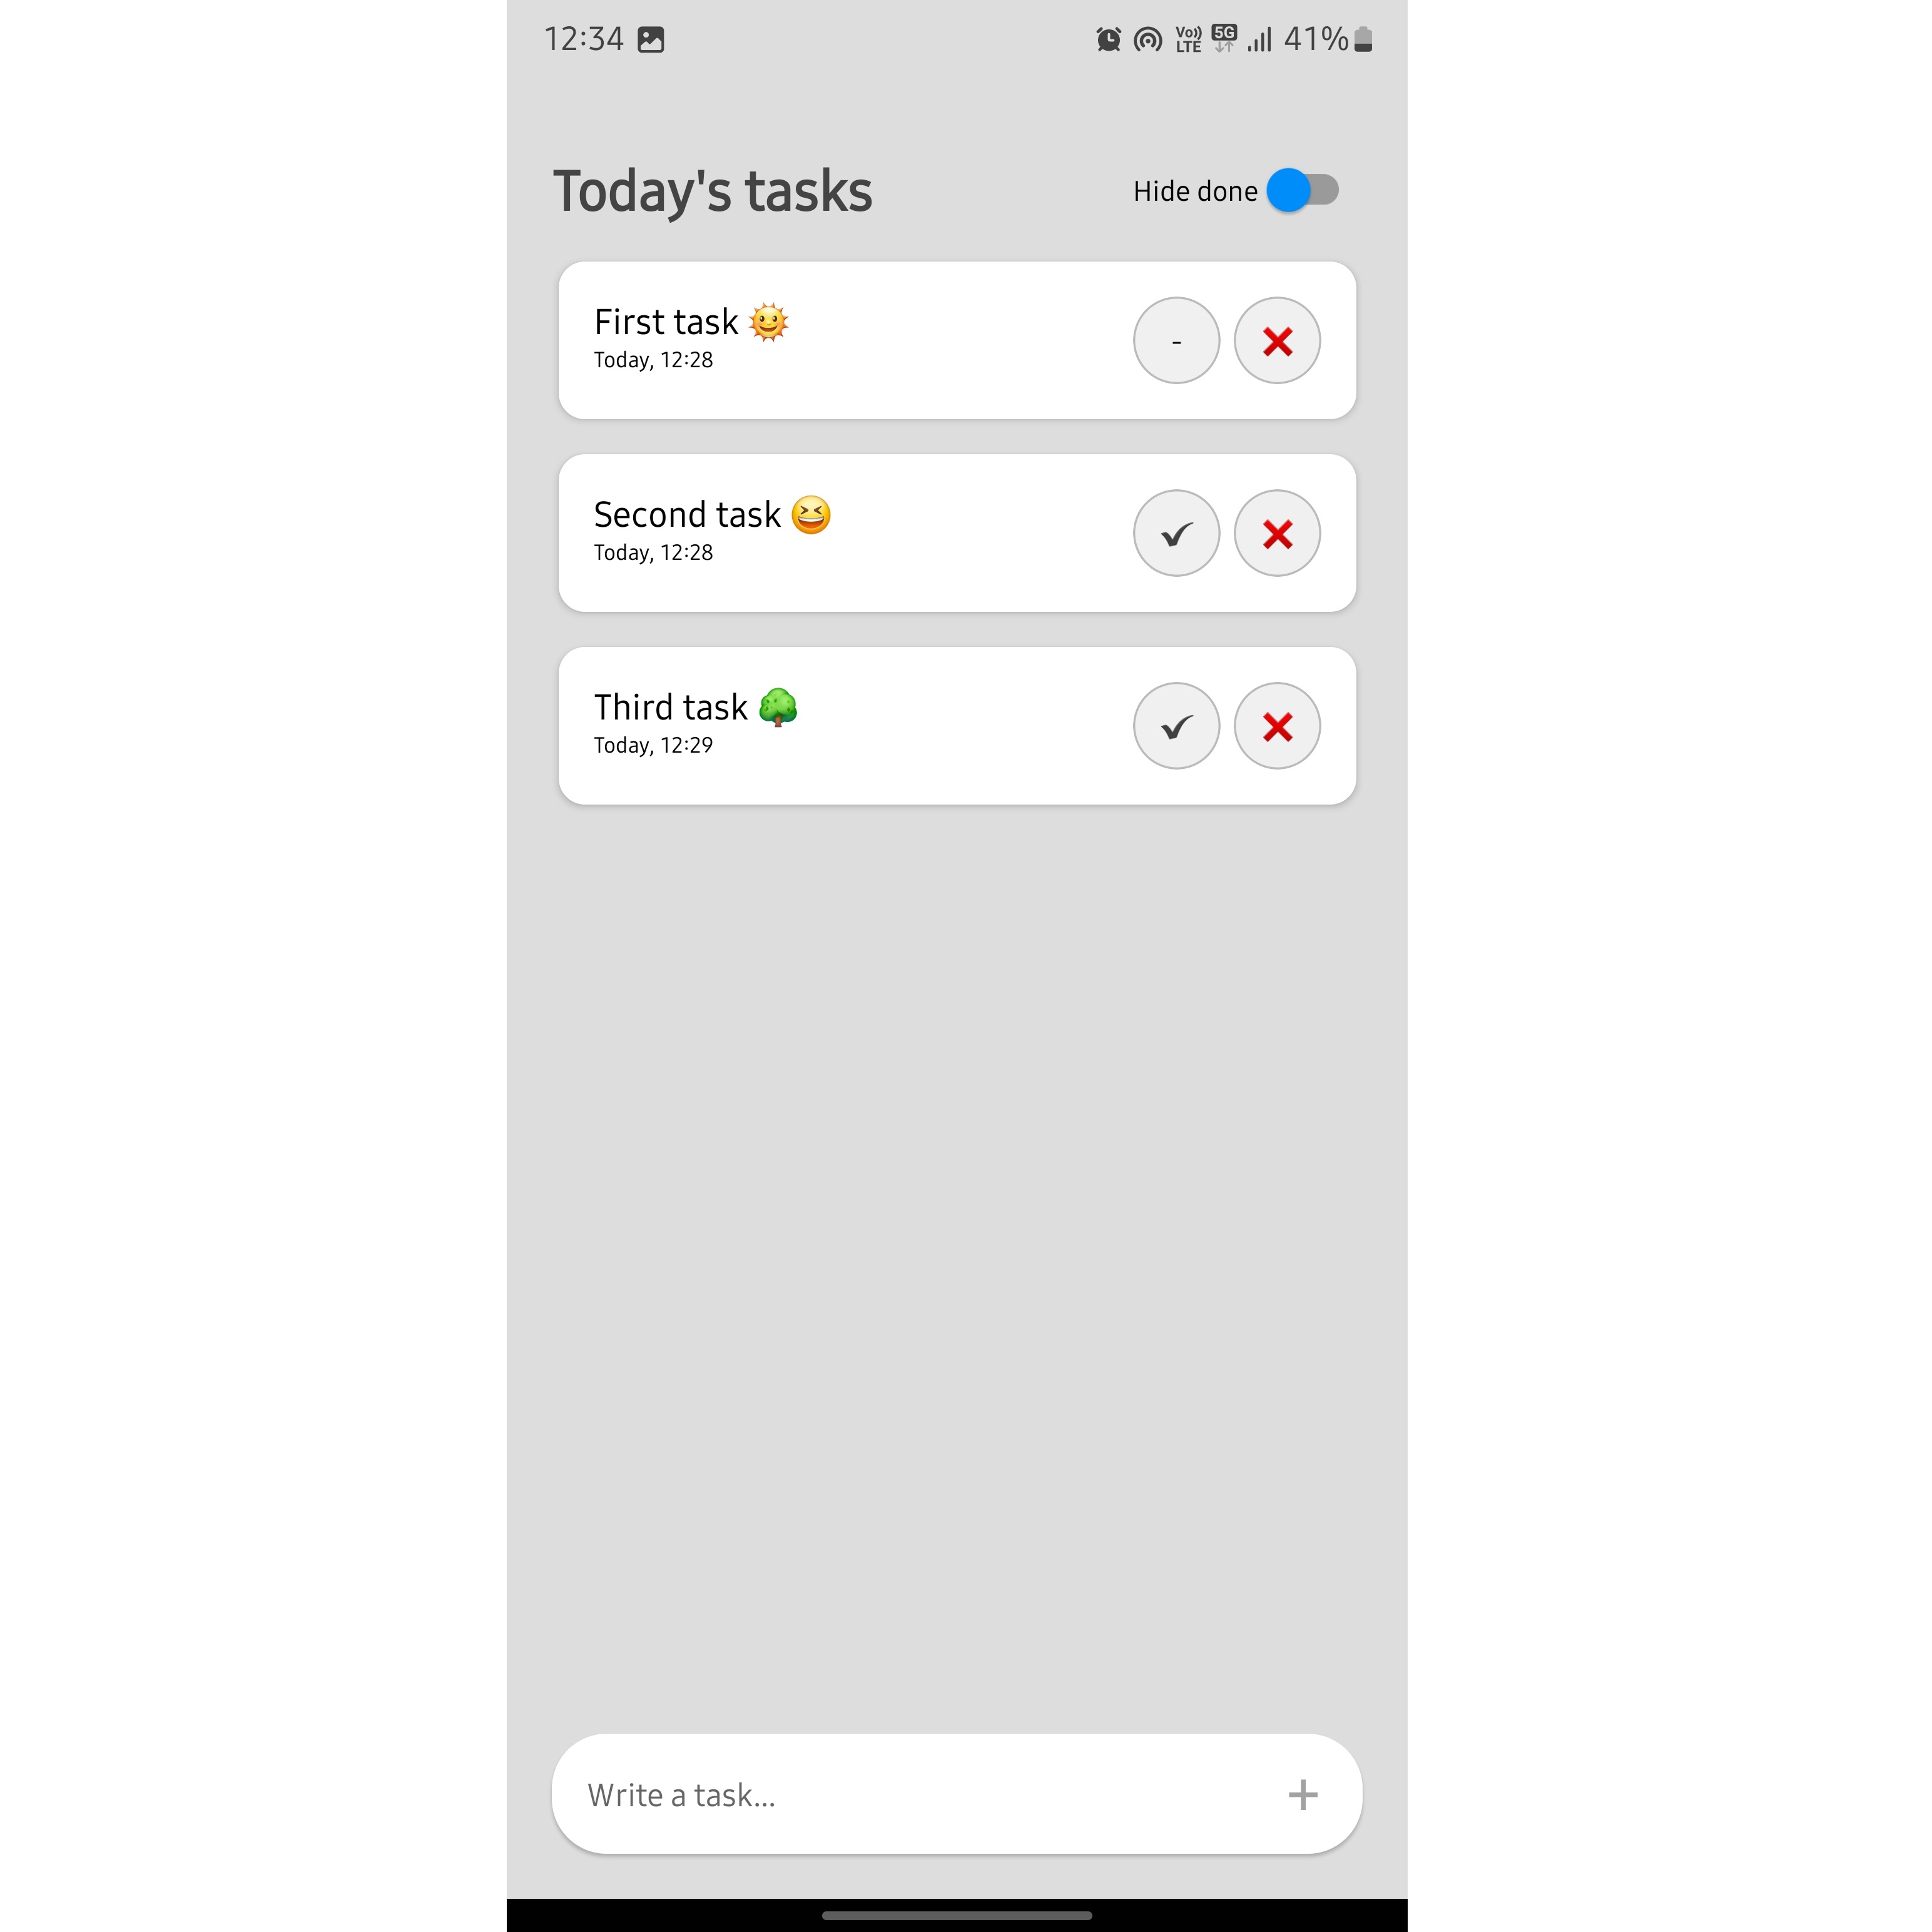 12:34 Vo)) LTE 5G 41%
Today's tasks Hide done
First task 🌞
Today, 12:28
-
Second task 😆
Today, 12:28
✔
Third task 🌳
Today, 12:29
✔
Write a task... +